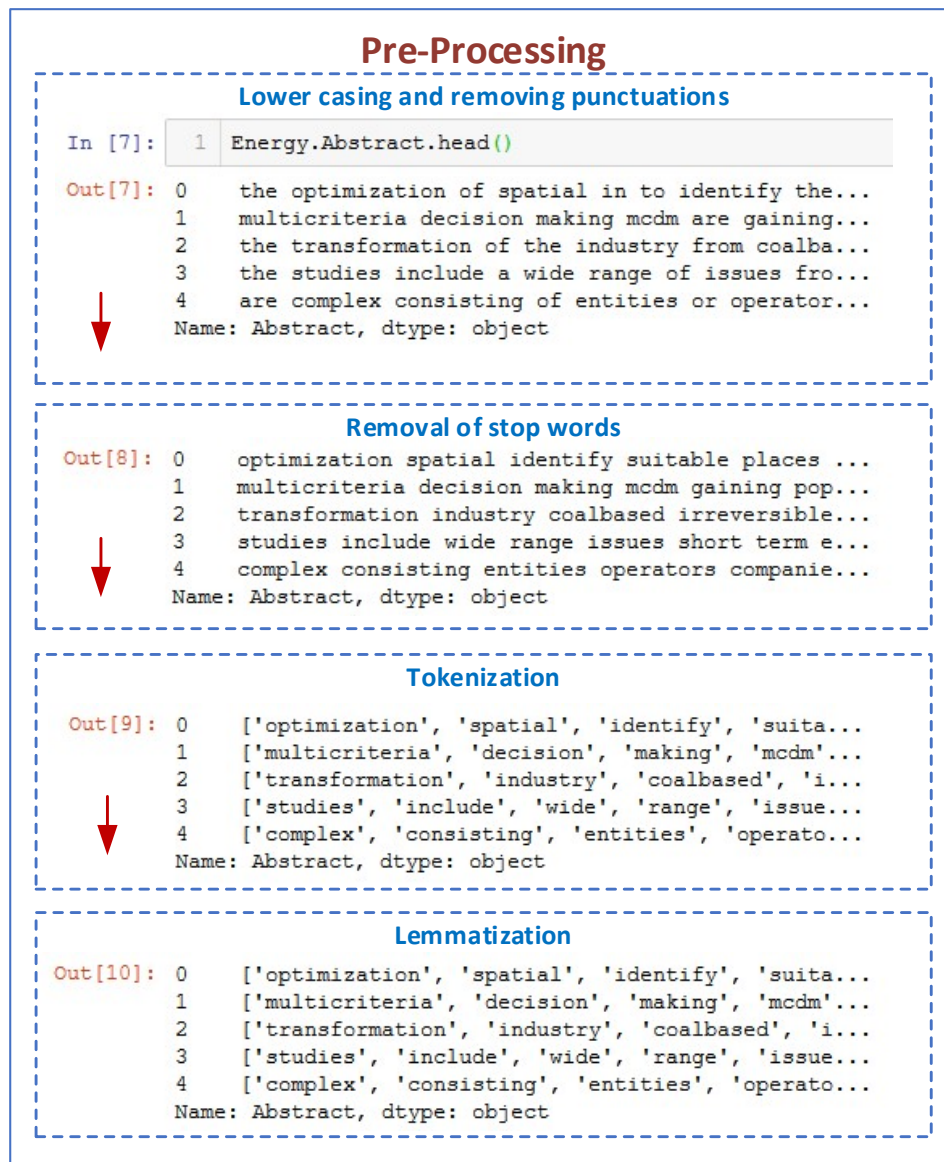 Pre-Processing
Lower casing and removing punctuations
In [7]: 1 Energy.Abstract.head()
Out[7]: 0 the optimization of spatial in to identify the...
1 multicriteria decision making mcdm are gaining...
2 the transformation of the industry from coalba...
3 the studies include a wide range of issues fro...
4 are complex consisting of entities or operator...
Name: Abstract, dtype: object
Removal of stop words
Out[8]: 0 optimization spatial identify suitable places ...
1 multicriteria decision making mcdm gaining pop...
2 transformation industry coalbased irreversible...
3 studies include wide range issues short term e...
4 complex consisting entities operators companie...
Name: Abstract, dtype: object
Tokenization
Out[9]: 0 ['optimization', 'spatial', 'identify', 'suita...
1 ['multicriteria', 'decision', 'making', 'mcdm'...
2 ['transformation', 'industry', 'coalbased', 'i...
3 ['studies', 'include', 'wide', 'range', 'issue...
4 ['complex', 'consisting', 'entities', 'operato...
Name: Abstract, dtype: object
Lemmatization
Out[10]: 0 ['optimization', 'spatial', 'identify', 'suita...
1 ['multicriteria', 'decision', 'making', 'mcdm'...
2 ['transformation', 'industry', 'coalbased', 'i...
3 ['studies', 'include', 'wide', 'range', 'issue...
4 ['complex', 'consisting', 'entities', 'operato...
Name: Abstract, dtype: object